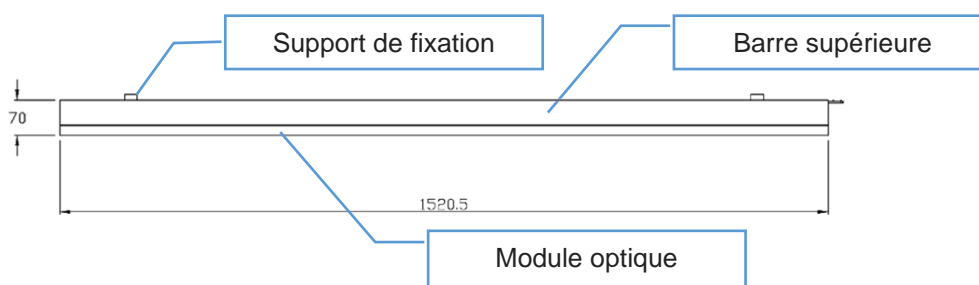 Support de fixation
Barre supérieure
70
1520.5
Module optique